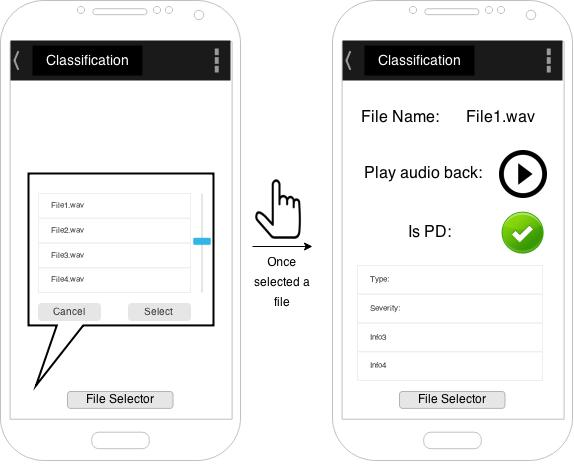 Classification
File1.wav
File2.wav
File3.wav
File4.wav
Cancel
Select
File Selector
Once
selected a
file
Classification
File Name: File1.wav
Play audio back:
Is PD:
Type:
Severity:
Info3
Info4
File Selector